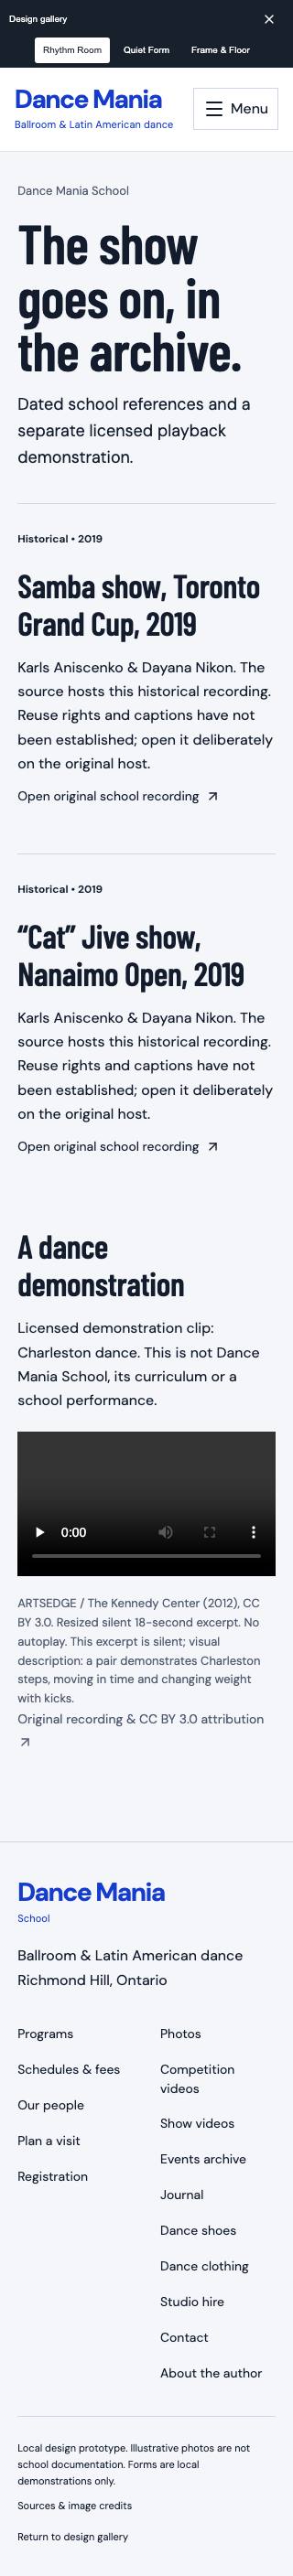 Design gallery
Rhythm Room Quiet Form Frame & Floor
Dance Mania
Ballroom & Latin American dance
Menu
Dance Mania School
The show
goes on, in
the archive.
Dated school references and a
separate licensed playback
demonstration.
Historical • 2019
Samba show, Toronto
Grand Cup, 2019
Karls Aniscenko & Dayana Nikon. The
source hosts this historical recording.
Reuse rights and captions have not
been established; open it deliberately
on the original host.
Open original school recording
Historical • 2019
“Cat” Jive show,
Nanaimo Open, 2019
Karls Aniscenko & Dayana Nikon. The
source hosts this historical recording.
Reuse rights and captions have not
been established; open it deliberately
on the original host.
Open original school recording
A dance
demonstration
Licensed demonstration clip:
Charleston dance. This is not Dance
Mania School, its curriculum or a
school performance.
0:00
ARTSEDGE / The Kennedy Center (2012), CC
BY 3.0. Resized silent 18-second excerpt. No
autoplay. This excerpt is silent; visual
description: a pair demonstrates Charleston
steps, moving in time and changing weight
with kicks.
Original recording & CC BY 3.0 attribution
Dance Mania
School
Ballroom & Latin American dance
Richmond Hill, Ontario
Programs
Schedules & fees
Our people
Plan a visit
Registration
Photos
Competition
videos
Show videos
Events archive
Journal
Dance shoes
Dance clothing
Studio hire
Contact
About the author
Local design prototype. Illustrative photos are not
school documentation. Forms are local
demonstrations only.
Sources & image credits
Return to design gallery